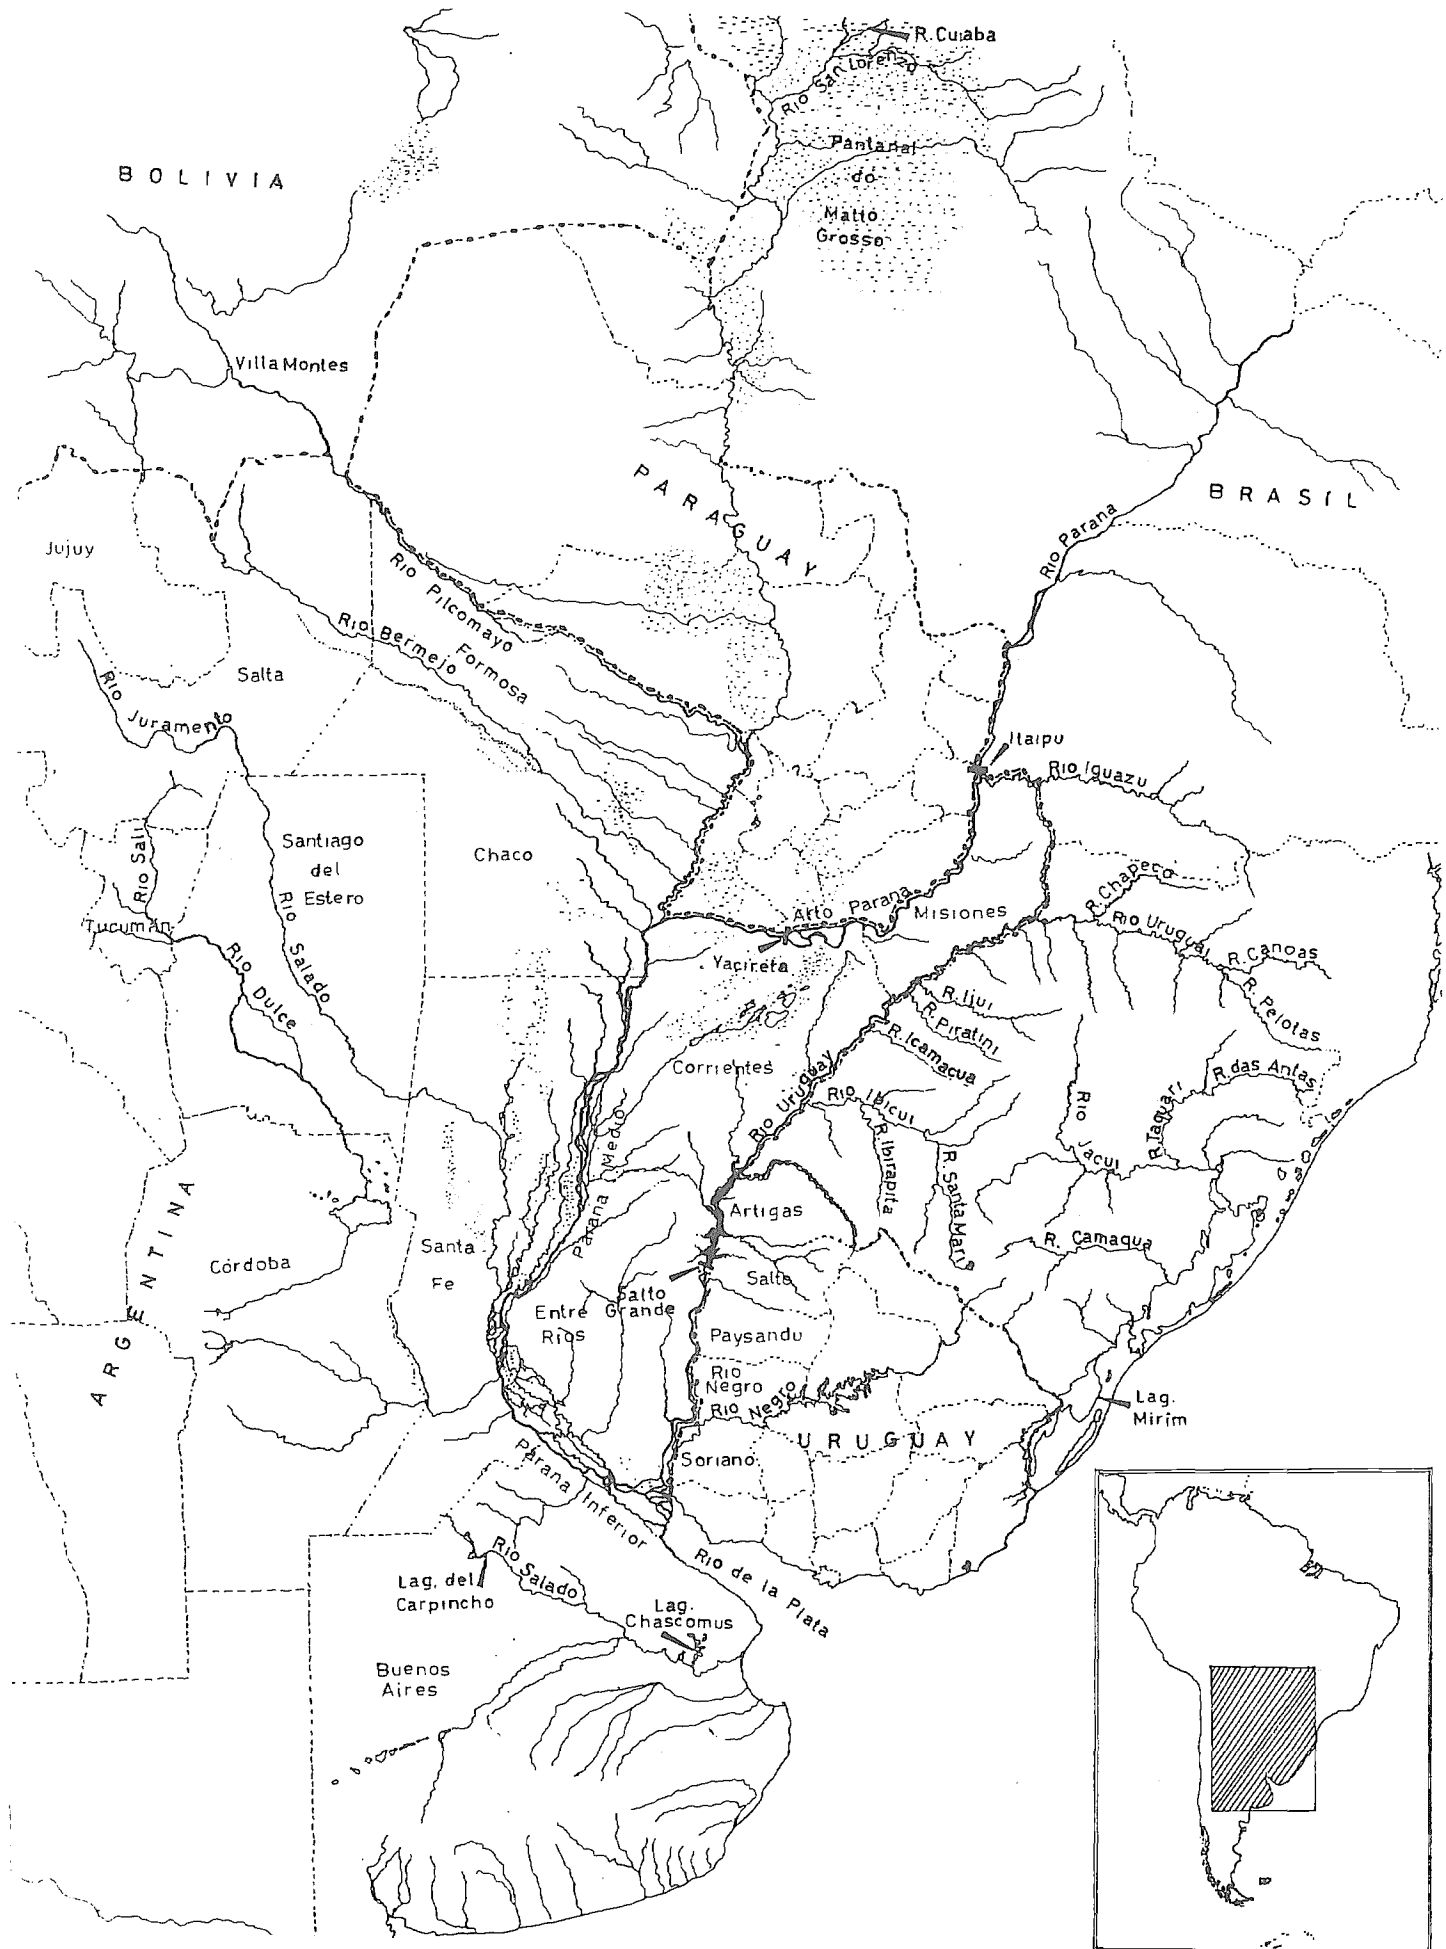 R. Cuiaba
Rio San Lorenzo
Pantanal
do
Matto
Grosso
BOLIVIA
Villa Montes
PARAGUAY
BRASIL
Rio Parana
Jujuy
Rio Pilcomayo
Rio Bermejo
Formosa
Salta
Rio Juramento
Itaipu
Rio Iguazu
Santiago
del
Estero
Chaco
Rio Sali
R. Chapeco
Alto Parana
Misiones
Rio Uruguai
R. Canoas
Tucumán
Rio Salado
Rio Dulce
Yacireta
R. Pelotas
R. Ijui
R. Piratini
R. Icamacua
Corrientes
Rio Uruguay
Rio Ibicui
Rio Jacui
R. Taquari
R. das Antas
R. Ibirapita
R. Santa Maria
Parana Medio
ARGENTINA
Artigas
R. Camaqua
Córdoba
Santa
Fe
Salto
Salto
Grande
Entre
Ríos
Paysandu
Rio
Negro
Rio Negro
Lag.
Mirim
URUGUAY
Soriano
Parana Inferior
Rio de la Plata
Rio Salado
Lag. del
Carpincho
Lag.
Chascomus
Buenos
Aires